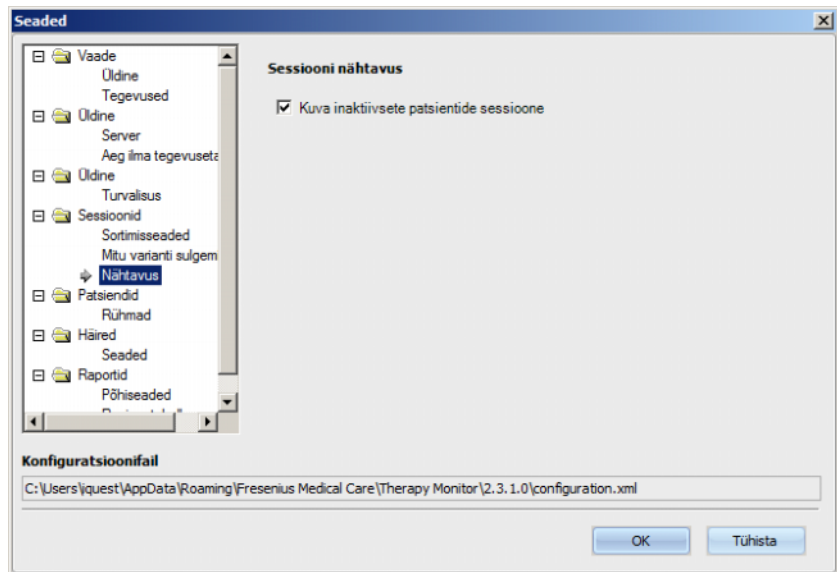 Seaded
Vaade
Üldine
Tegevused
Üldine
Server
Aeg ilma tegevuseta
Üldine
Turvalisus
Sessioonid
Sortimisseaded
Mitu varianti sulgem
Nähtavus
Patsiendid
Rühmad
Häired
Seaded
Raportid
Põhiseaded
Sessiooni nähtavus
Kuva inaktiivsete patsientide sessioone
Konfiguratsioonifail
C:\Users\iquest\AppData\Roaming\Fresenius Medical Care\Therapy Monitor\2.3.1.0\configuration.xml
OK
Tühista